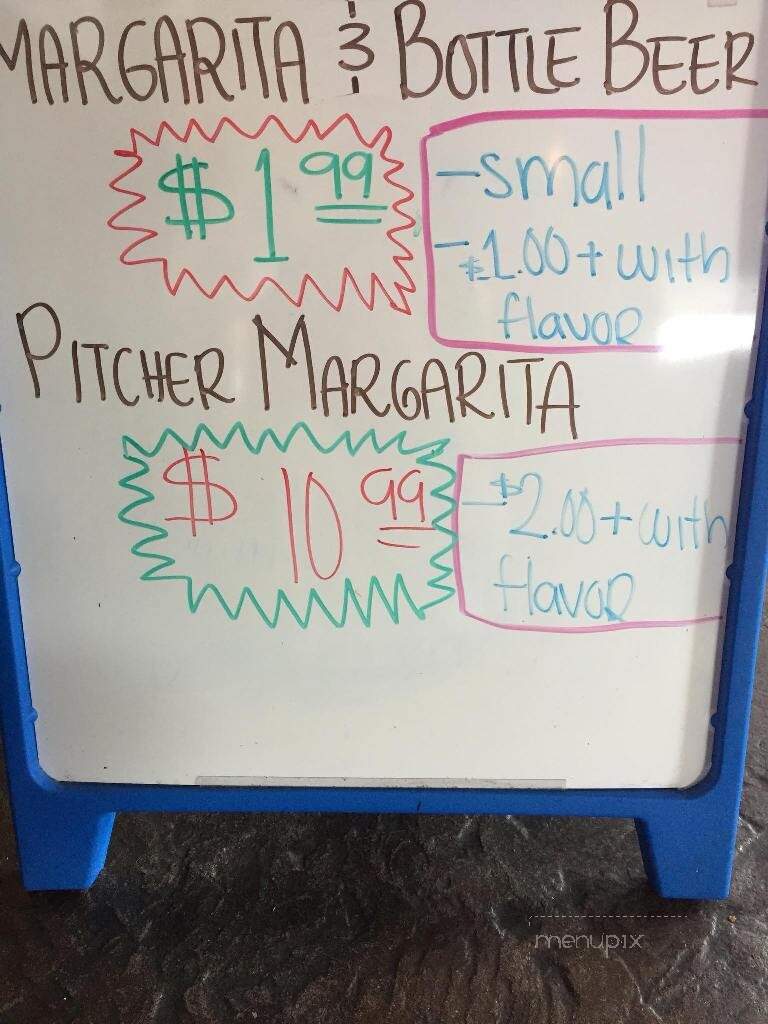 MARGARITA & BOTTLE BEER
$1.99
- small
- $1.00+ with
flavor
PITCHER MARGARITA
$10.99
- $2.00+ with
flavor
menupix